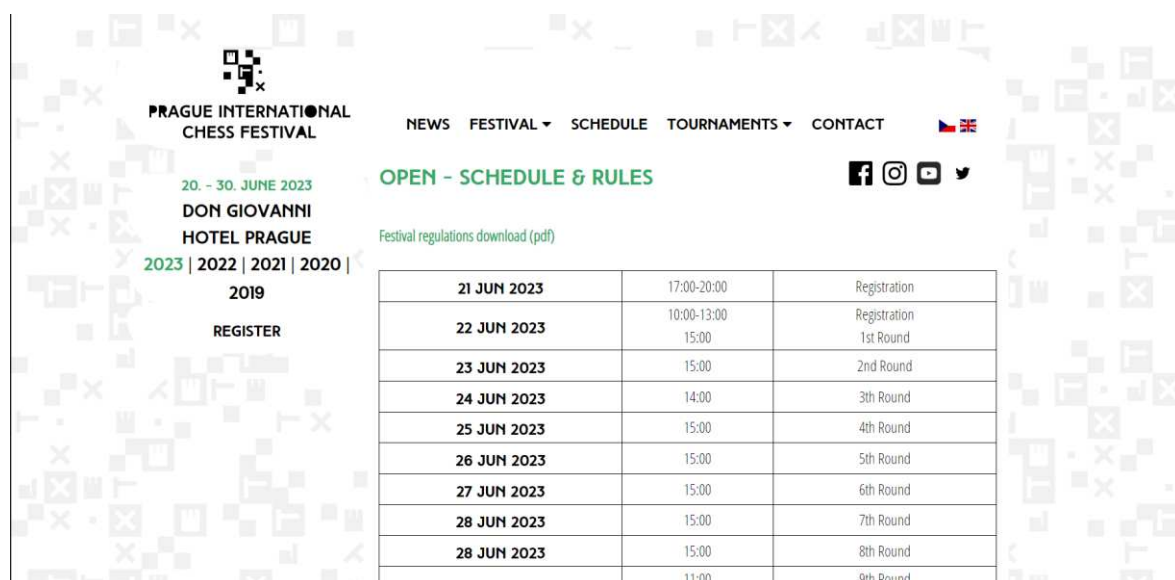 PRAGUE INTERNATIONAL
CHESS FESTIVAL
NEWS FESTIVAL SCHEDULE TOURNAMENTS CONTACT
20. - 30. JUNE 2023
DON GIOVANNI
HOTEL PRAGUE
2023 | 2022 | 2021 | 2020 |
2019
REGISTER
OPEN - SCHEDULE & RULES
Festival regulations download (pdf)
21 JUN 2023 17:00-20:00 Registration
22 JUN 2023 10:00-13:00 Registration
15:00 1st Round
23 JUN 2023 15:00 2nd Round
24 JUN 2023 14:00 3th Round
25 JUN 2023 15:00 4th Round
26 JUN 2023 15:00 5th Round
27 JUN 2023 15:00 6th Round
28 JUN 2023 15:00 7th Round
28 JUN 2023 15:00 8th Round
11:00 9th Round